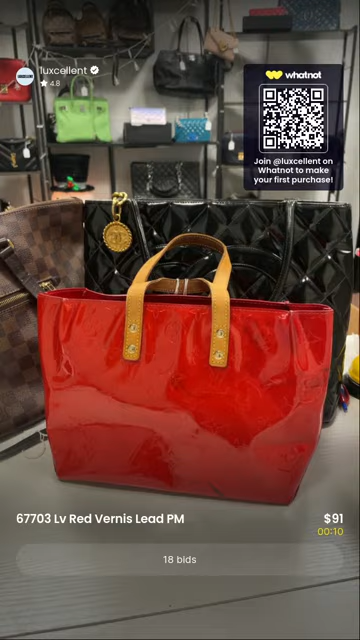 luxcellent
★ 4.8
whatnot
Join @luxcellent on
Whatnot to make
your first purchase!
67703 Lv Red Vernis Lead PM
$91
00:10
18 bids